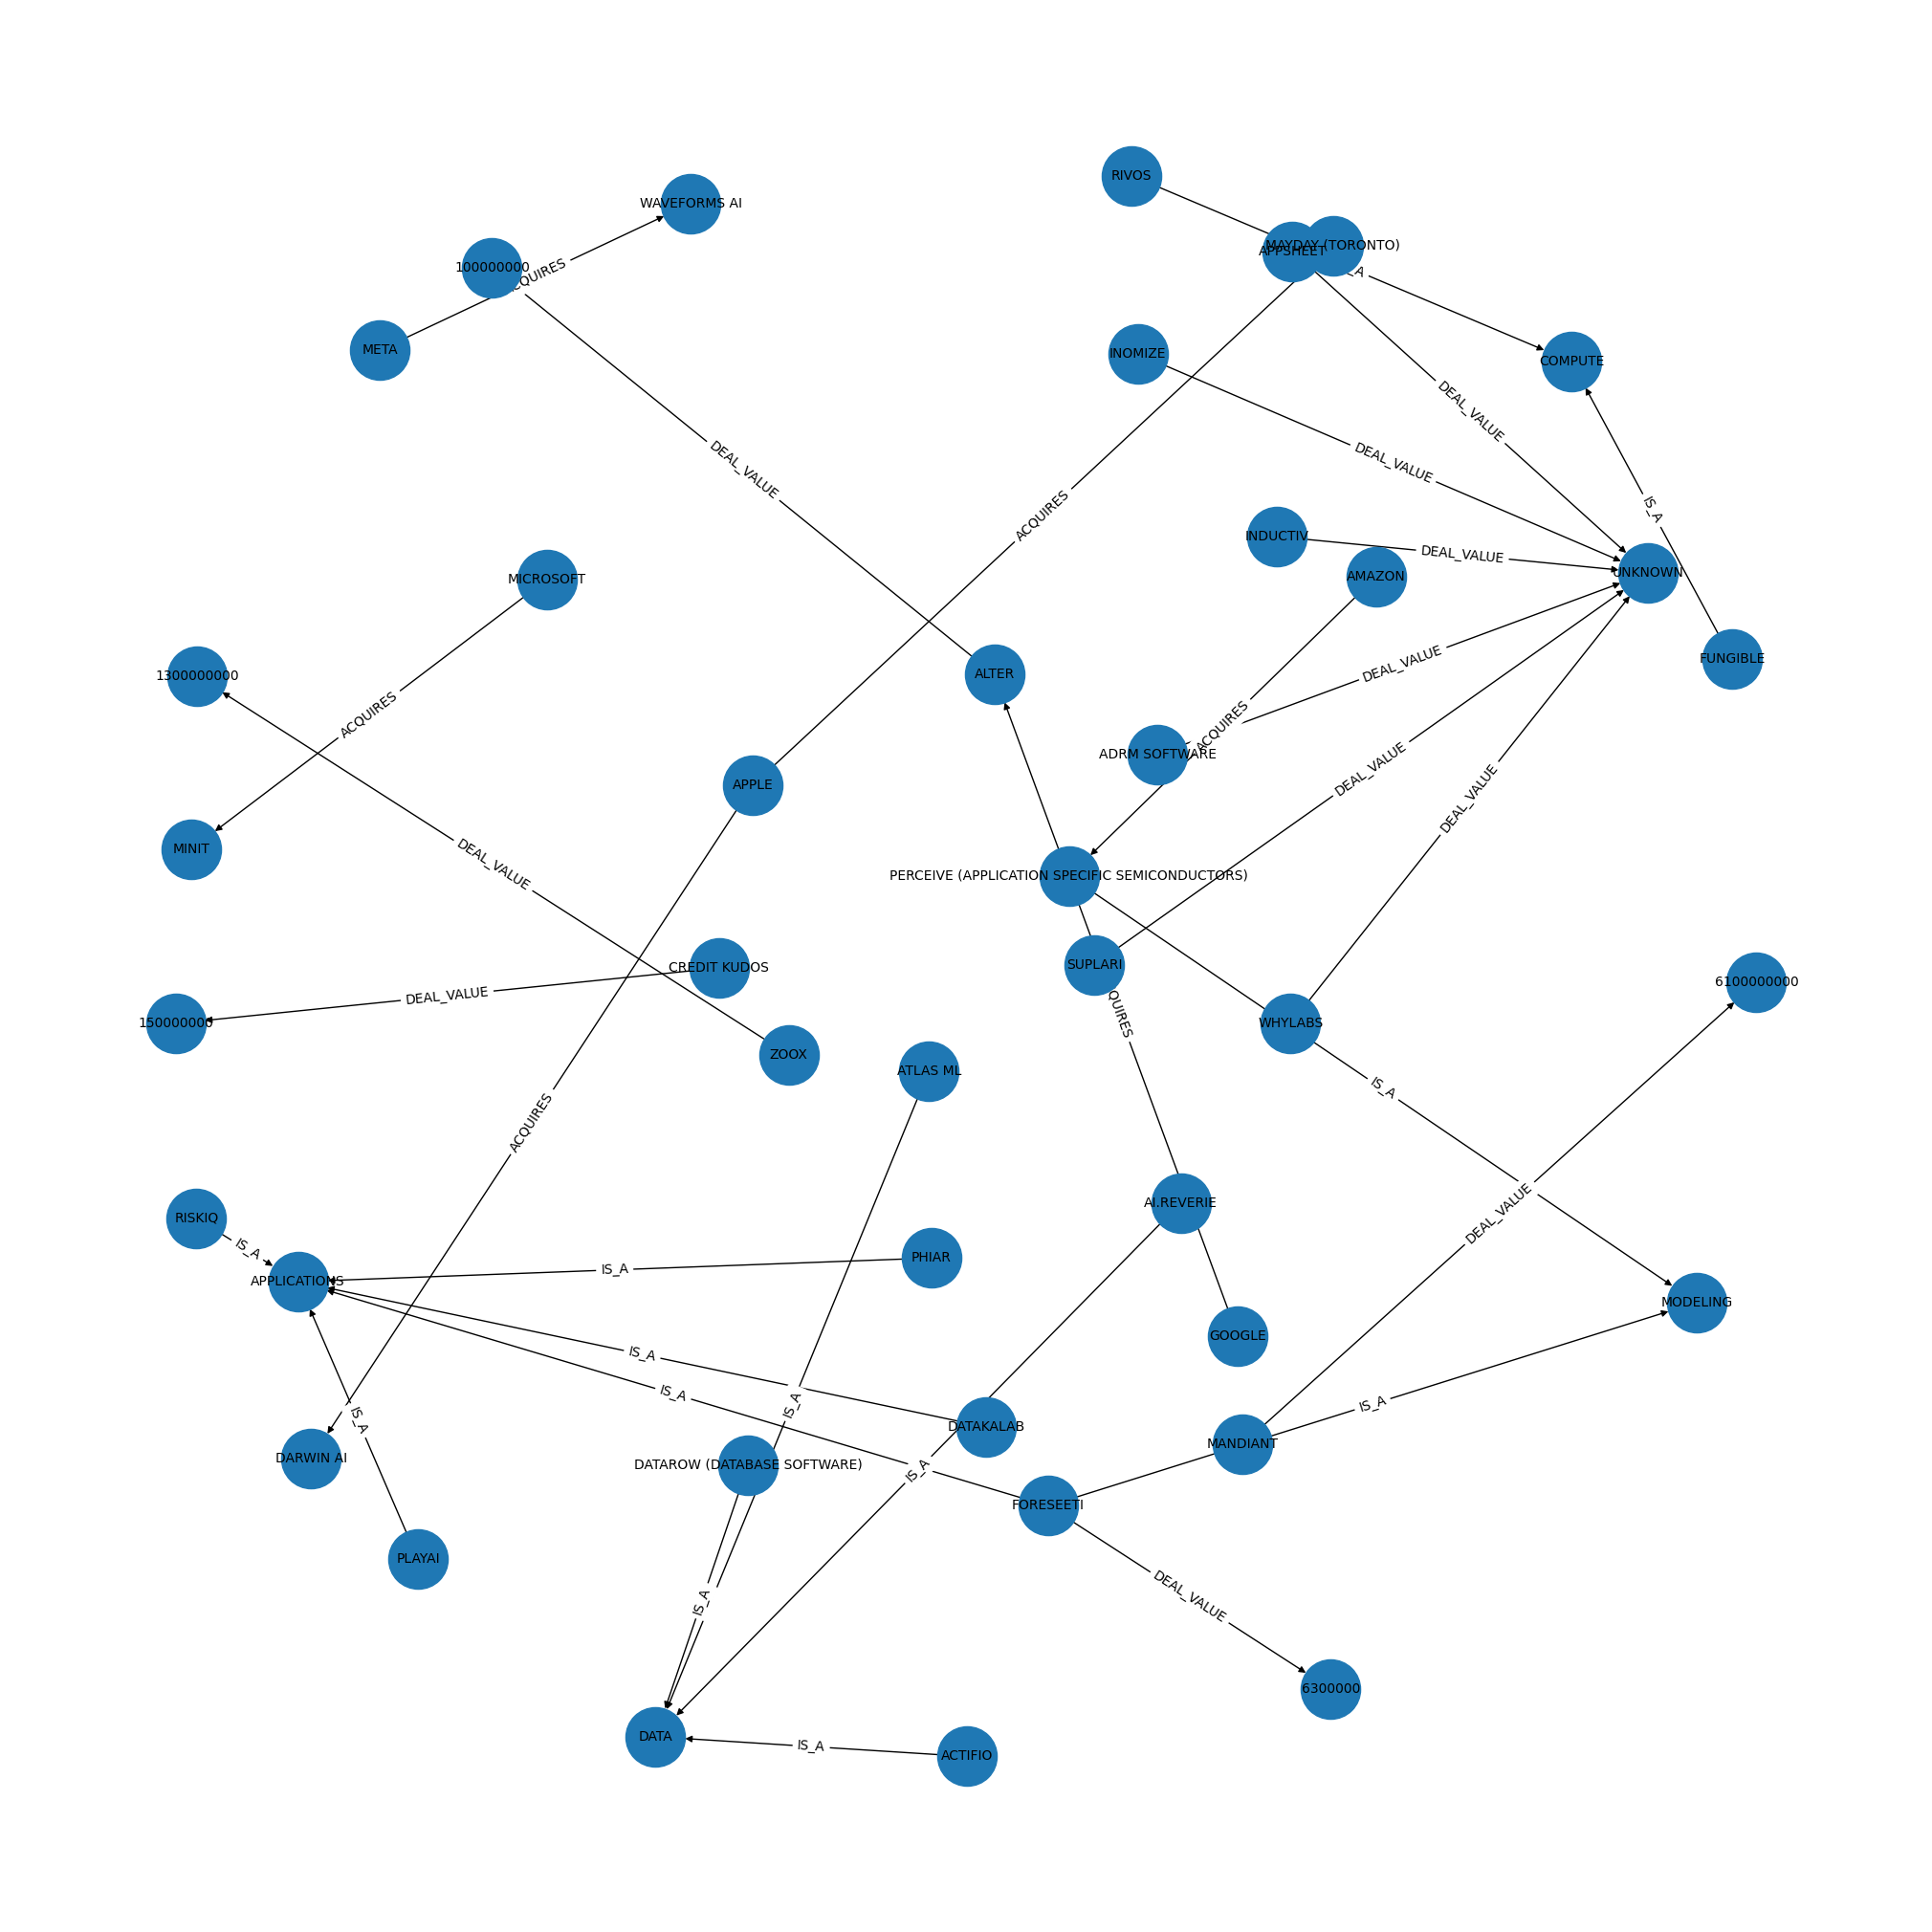 RIVOS
WAVEFORMS AI
MAYDAY (TORONTO)
APPSHEET
100000000
META
INOMIZE
COMPUTE
DEAL_VALUE
DEAL_VALUE
DEAL_VALUE
ACQUIRES
IS_A
INDUCTIV
DEAL_VALUE
UNKNOWN
AMAZON
MICROSOFT
FUNGIBLE
DEAL_VALUE
1300000000
ALTER
ACQUIRES
ACQUIRES
ADRM SOFTWARE
DEAL_VALUE
APPLE
DEAL_VALUE
MINIT
DEAL_VALUE
PERCEIVE (APPLICATION SPECIFIC SEMICONDUCTORS)
SUPLARI
CREDIT KUDOS
6100000000
DEAL_VALUE
150000000
WHYLABS
ZOOX
ATLAS ML
IS_A
ACQUIRES
AI.REVERIE
RISKIQ
DEAL_VALUE
IS_A
PHIAR
IS_A
APPLICATIONS
MODELING
GOOGLE
IS_A
IS_A
IS_A
IS_A
IS_A
DATAKALAB
MANDIANT
DARWIN AI
DATAROW (DATABASE SOFTWARE)
IS_A
FORESEETI
PLAYAI
DEAL_VALUE
IS_A
6300000
DATA
IS_A
ACTIFIO